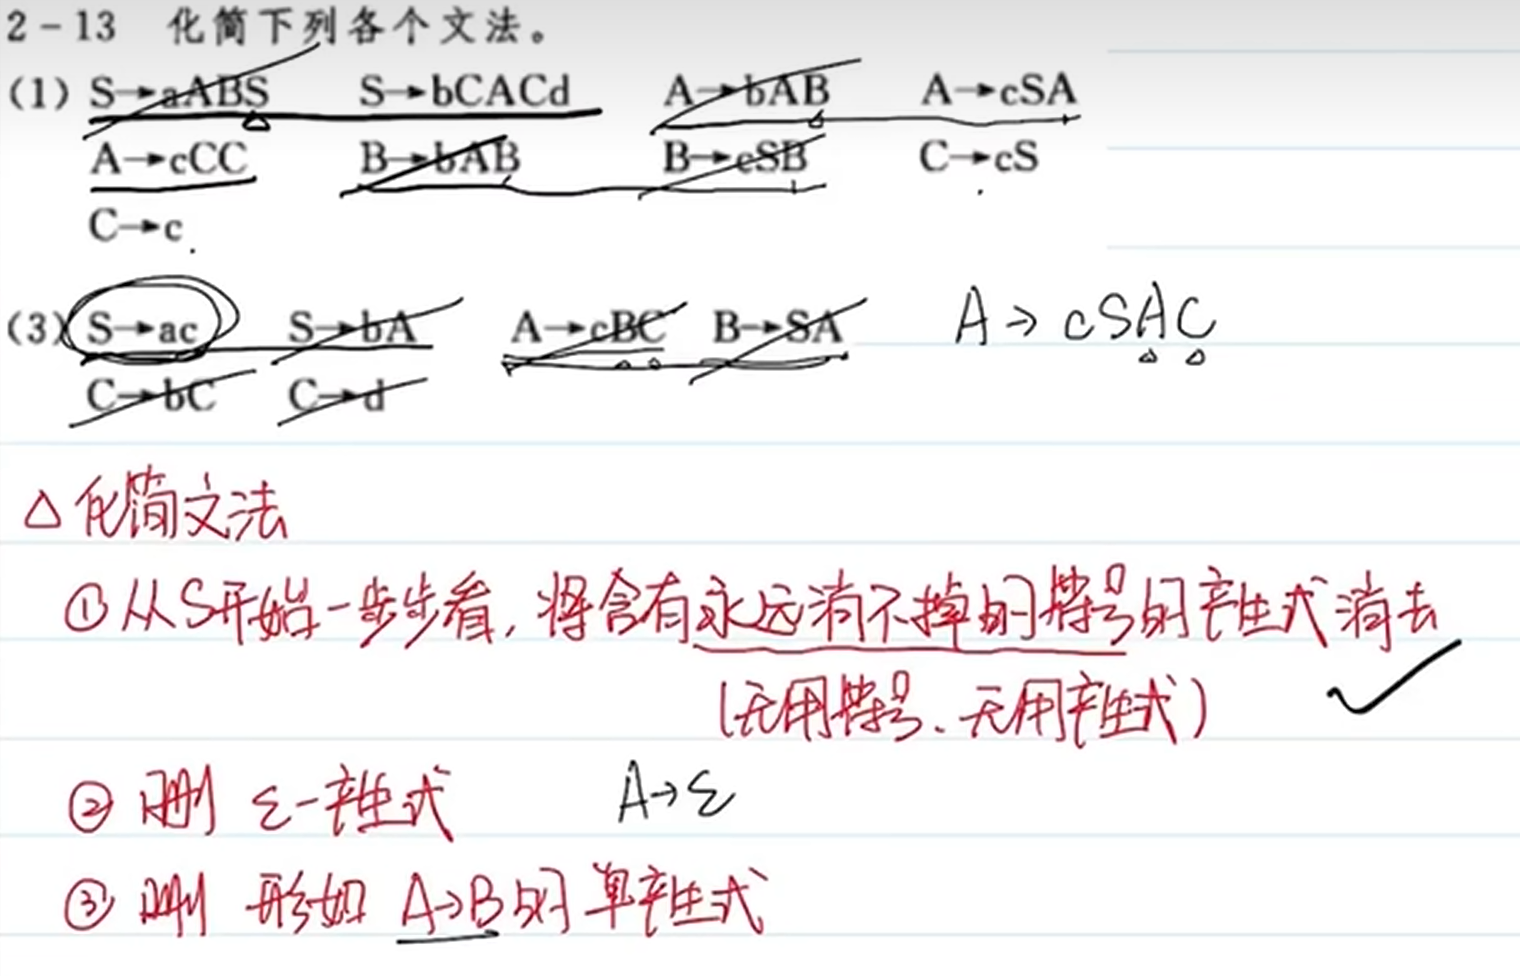 2-13 化简下列各个文法。
(1) S→aABS S→bCACd A→bAB A→cSA
A→cCC B→bAB B→cSB C→cS
C→c
(3) S→ac S→bA A→cBC B→SA A→cSAC
C→bC C→d
△化简文法
①从S开始一步步看,将含有永远消不掉的符号的产生式消去
(无用符号、无用产生式)
②删 ε-产生式 A→ε
③删 形如 A→B的单产生式